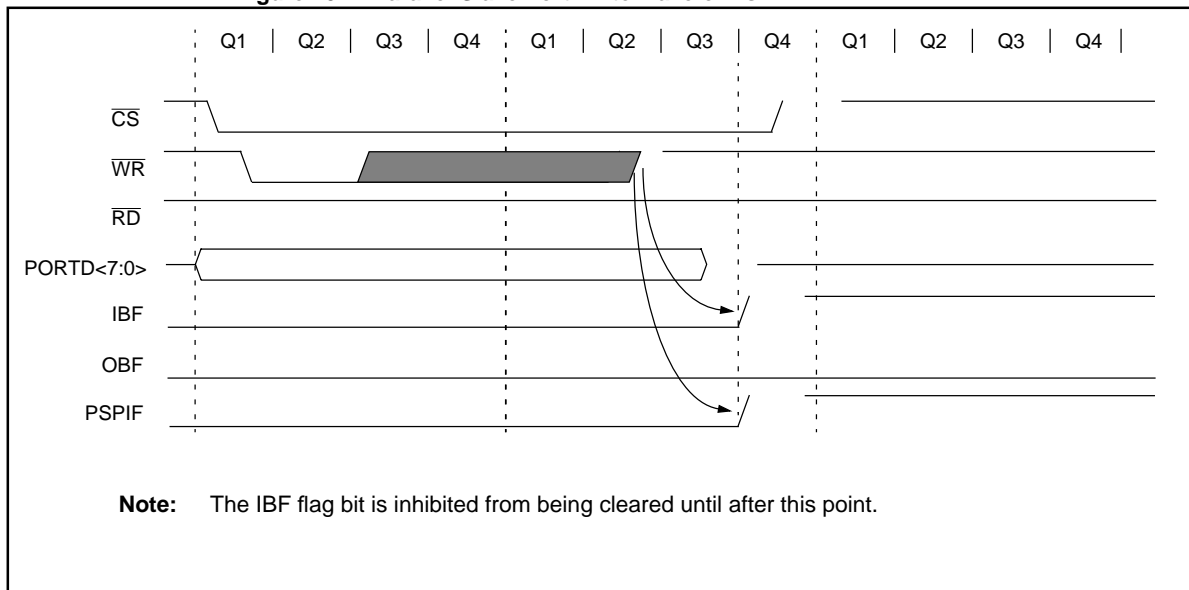 Q1 | Q2 | Q3 | Q4 | Q1 | Q2 | Q3 | Q4 | Q1 | Q2 | Q3 | Q4 |
CS
WR
RD
PORTD<7:0>
IBF
OBF
PSPIF
Note: The IBF flag bit is inhibited from being cleared until after this point.